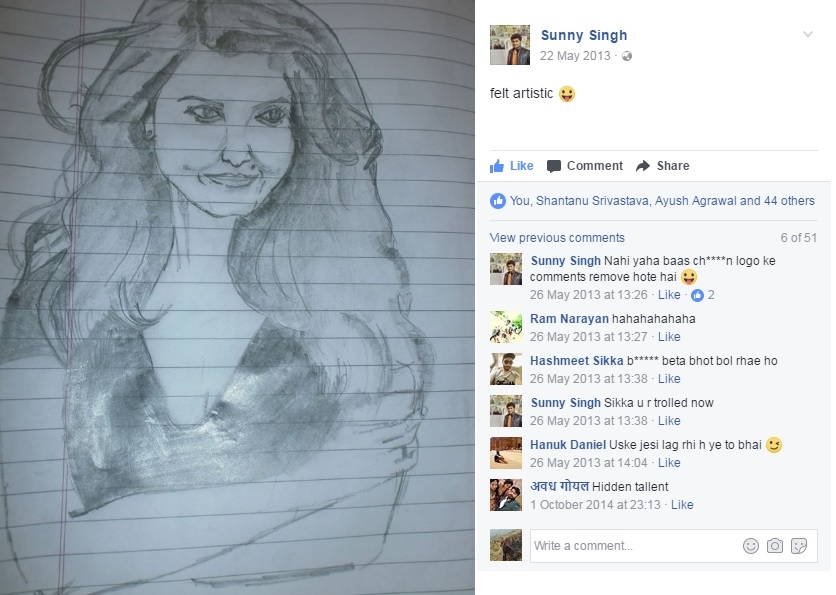 Sunny Singh
22 May 2013 ·
felt artistic 😛
Like Comment Share
You, Shantanu Srivastava, Ayush Agrawal and 44 others
View previous comments 6 of 51
Sunny Singh Nahi yaha baas ch****n logo ke
comments remove hote hai 😛
26 May 2013 at 13:26 · Like · 2
Ram Narayan hahahahahaha
26 May 2013 at 13:27 · Like
Hashmeet Sikka b***** beta bhot bol rhae ho
26 May 2013 at 13:38 · Like
Sunny Singh Sikka u r trolled now
26 May 2013 at 13:38 · Like
Hanuk Daniel Uske jesi lag rhi h ye to bhai 😉
26 May 2013 at 14:04 · Like
अवध गोयल Hidden tallent
1 October 2014 at 23:13 · Like
Write a comment...